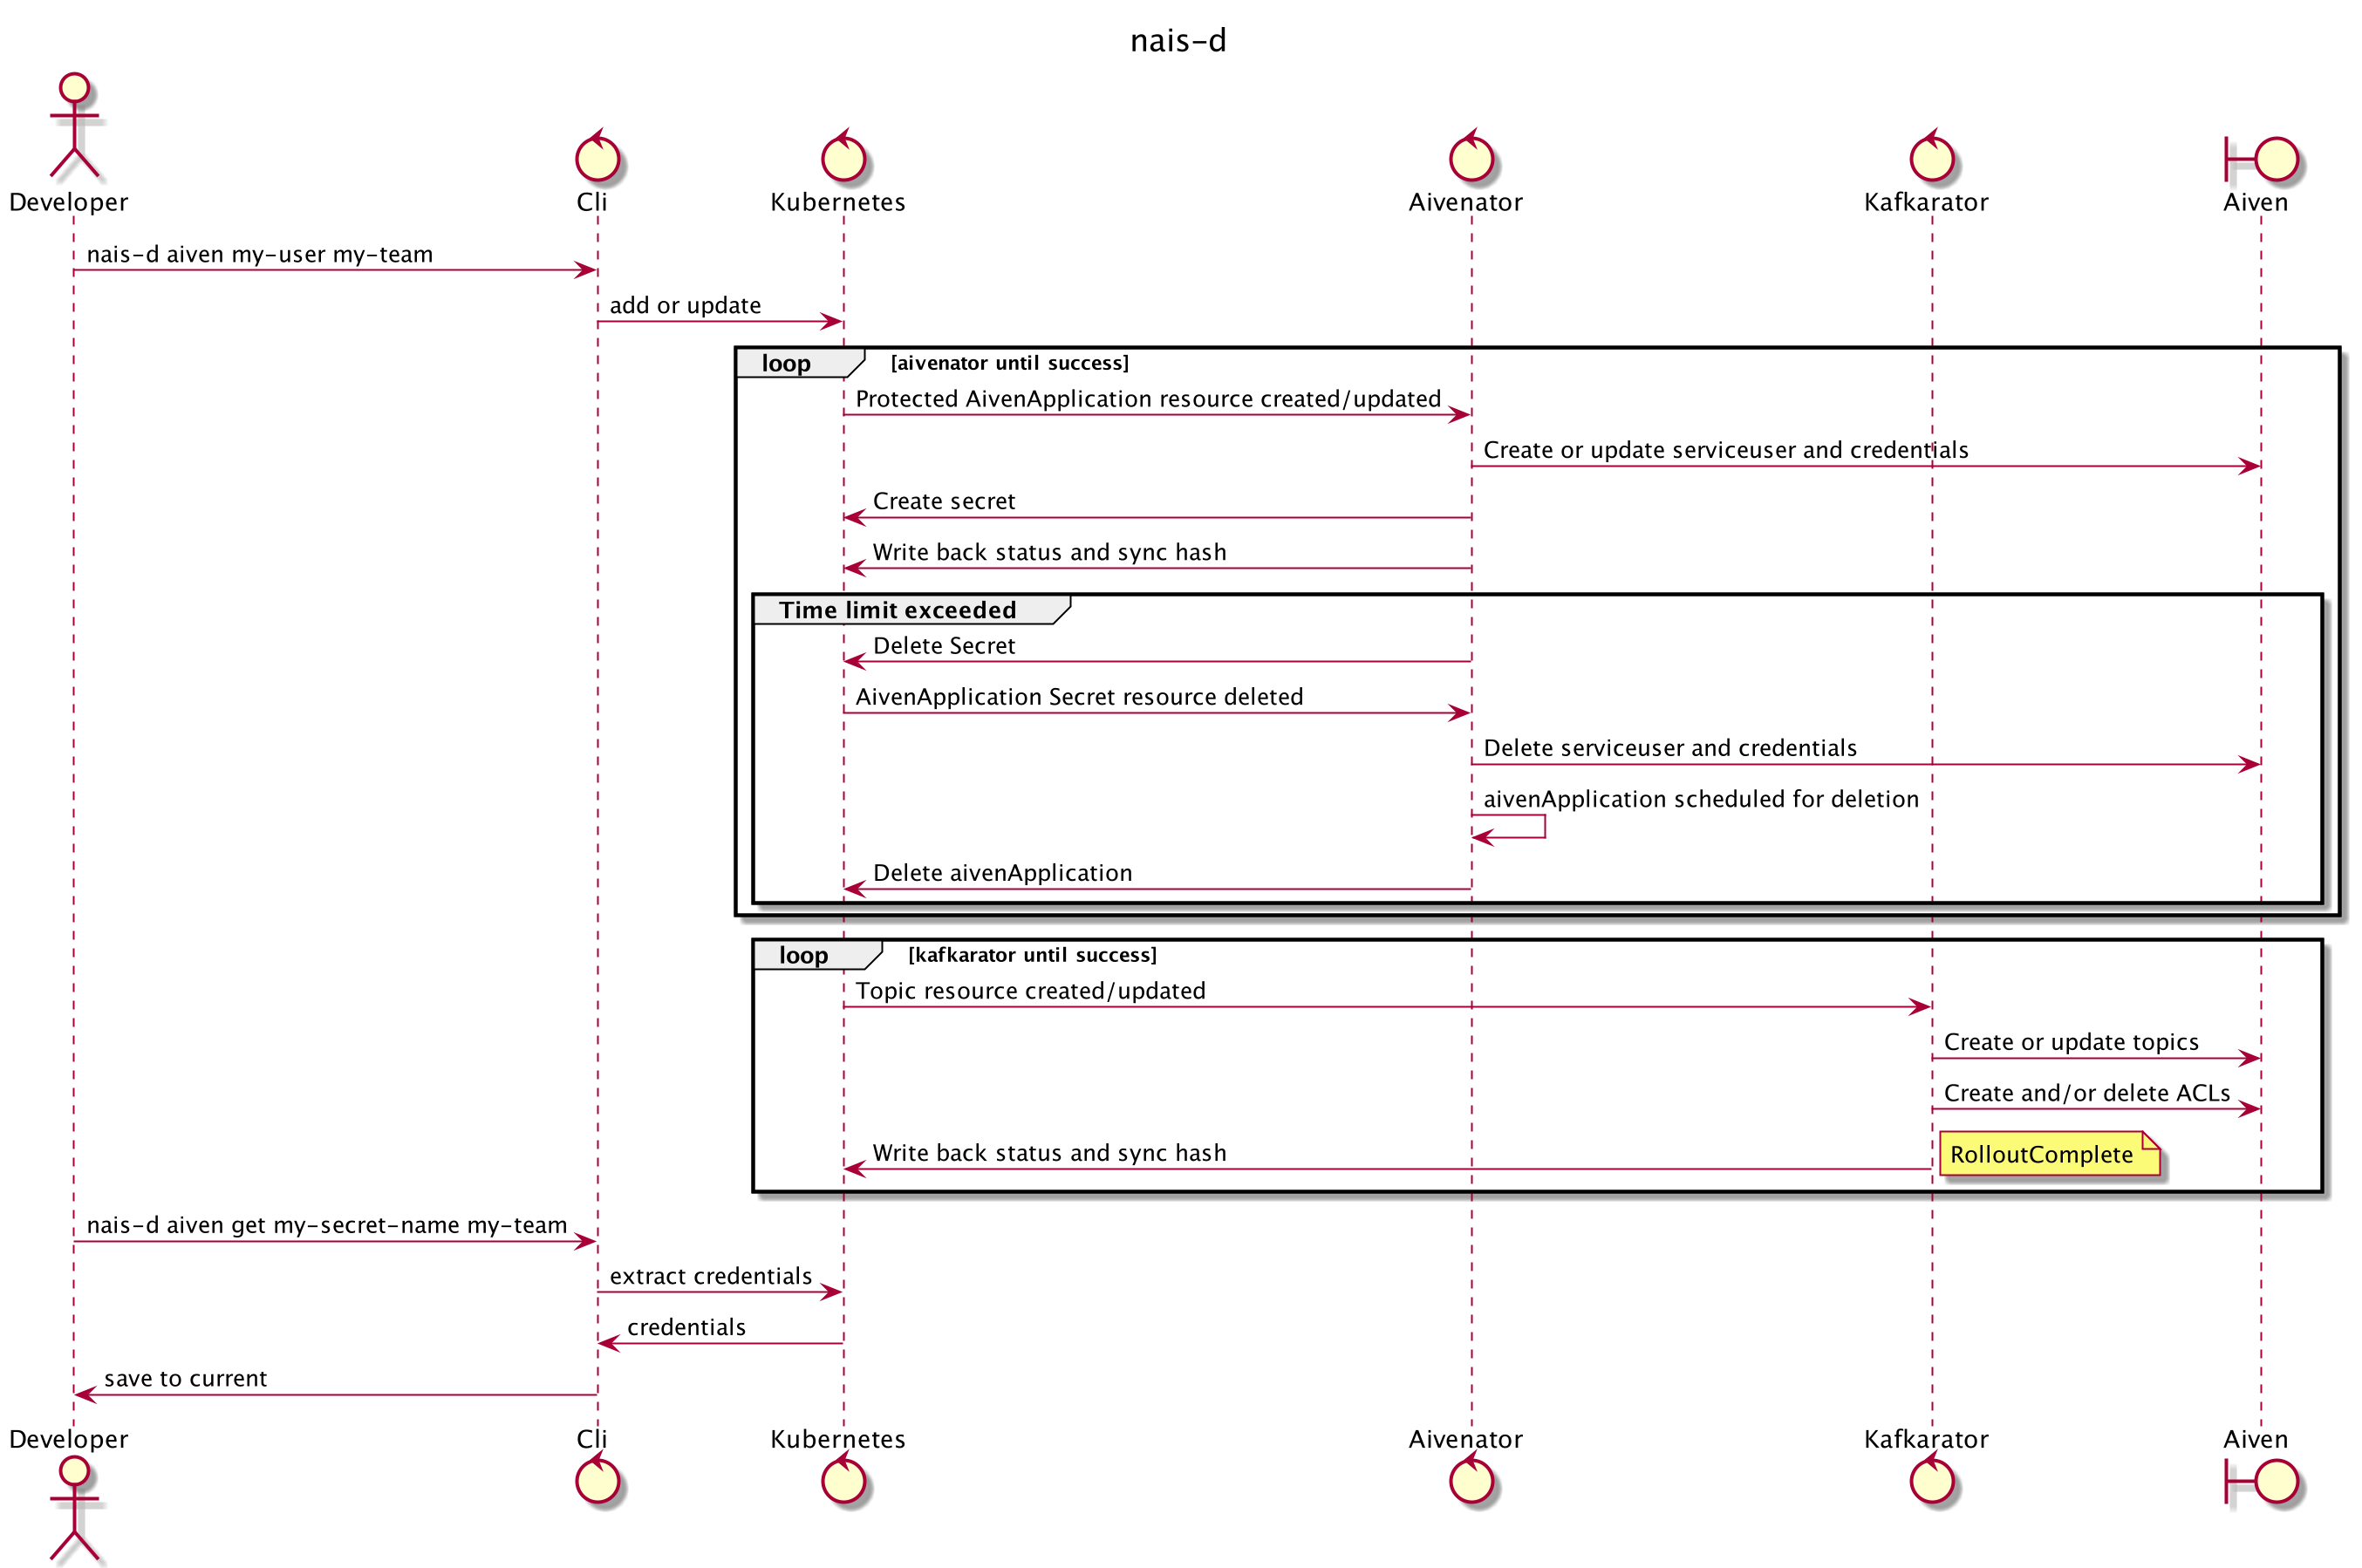 nais-d
Developer
Cli
Kubernetes
Aivenator
Kafkarator
Aiven
nais-d aiven my-user my-team
add or update
loop [aivenator until success]
Protected AivenApplication resource created/updated
Create or update serviceuser and credentials
Create secret
Write back status and sync hash
Time limit exceeded
Delete Secret
AivenApplication Secret resource deleted
Delete serviceuser and credentials
aivenApplication scheduled for deletion
Delete aivenApplication
loop [kafkarator until success]
Topic resource created/updated
Create or update topics
Create and/or delete ACLs
Write back status and sync hash
RolloutComplete
nais-d aiven get my-secret-name my-team
extract credentials
credentials
save to current
Developer
Cli
Kubernetes
Aivenator
Kafkarator
Aiven